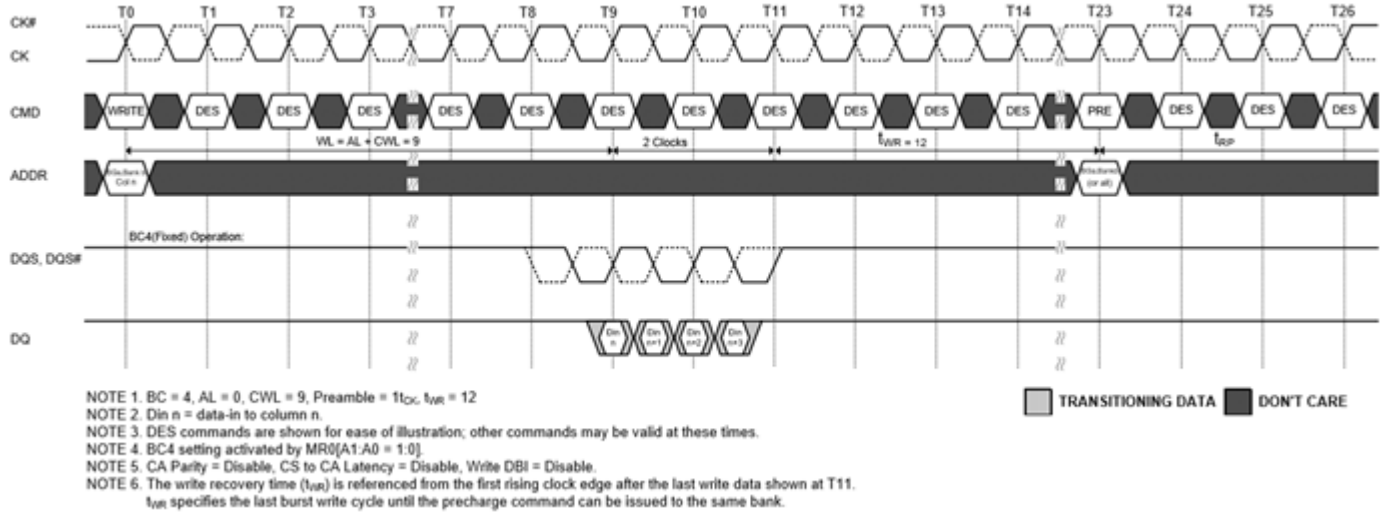 T0 T1 T2 T3 T7 T8 T9 T10 T11 T12 T13 T14 T23 T24 T25 T26
CK#
CK
CMD WRITE DES DES DES DES DES DES DES DES DES DES DES PRE DES DES DES
WL = AL + CWL = 9 2 Clocks tWR = 12 tRP
ADDR
Col n (or all)
BC4(Fixed) Operation:
DQS, DQS#
DQ
Din Din Din Din
n n+1 n+2 n+3
NOTE 1. BC = 4, AL = 0, CWL = 9, Preamble = 1tCK, tWR = 12
NOTE 2. Din n = data-in to column n.
NOTE 3. DES commands are shown for ease of illustration; other commands may be valid at these times.
NOTE 4. BC4 setting activated by MR0[A1:A0 = 1:0].
NOTE 5. CA Parity = Disable, CS to CA Latency = Disable, Write DBI = Disable.
NOTE 6. The write recovery time (tWR) is referenced from the first rising clock edge after the last write data shown at T11.
tWR specifies the last burst write cycle until the precharge command can be issued to the same bank.
TRANSITIONING DATA DON'T CARE